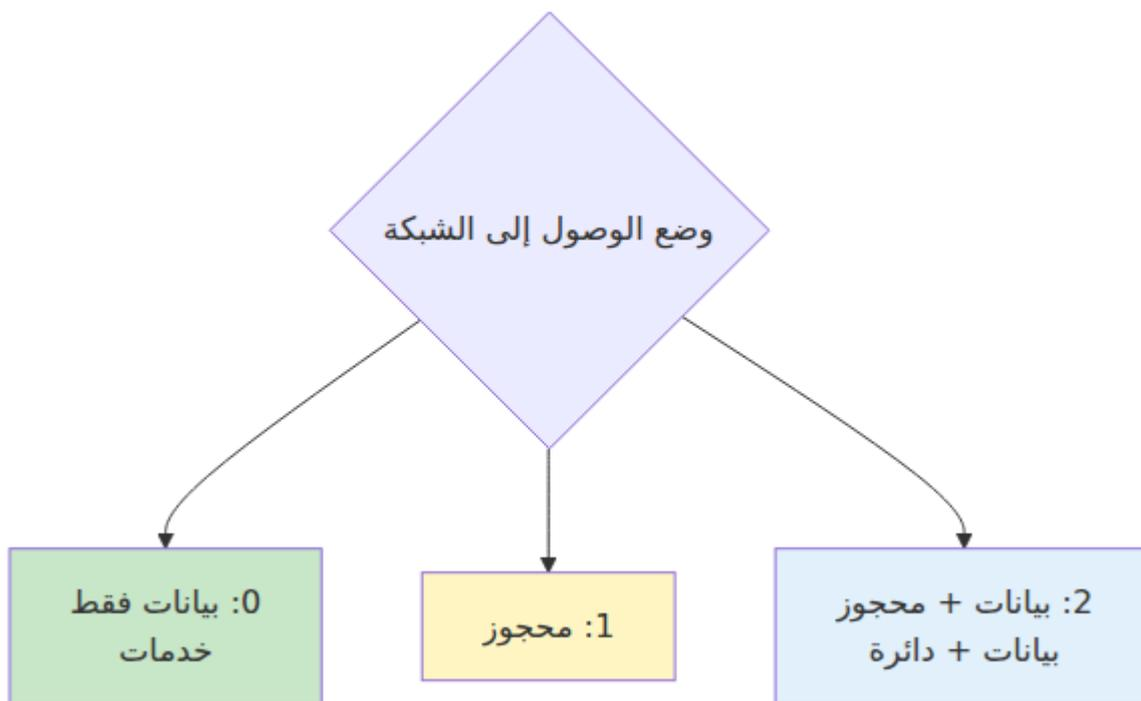 وضع الوصول إلى الشبكة
0: بيانات فقط
خدمات
1: محجوز
2: بيانات + محجوز
بيانات + دائرة